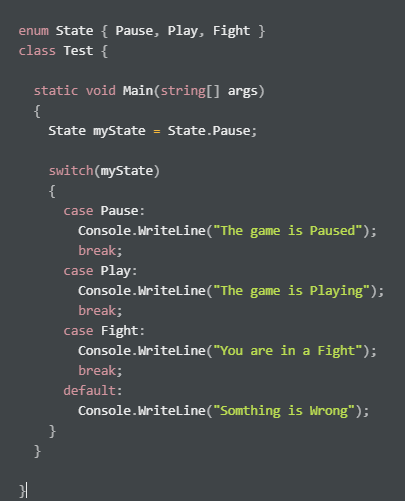 enum State { Pause, Play, Fight }
class Test {
static void Main(string[] args)
{
State myState = State.Pause;
switch(myState)
{
case Pause:
Console.WriteLine("The game is Paused");
break;
case Play:
Console.WriteLine("The game is Playing");
break;
case Fight:
Console.WriteLine("You are in a Fight");
break;
default:
Console.WriteLine("Somthing is Wrong");
}
}
}